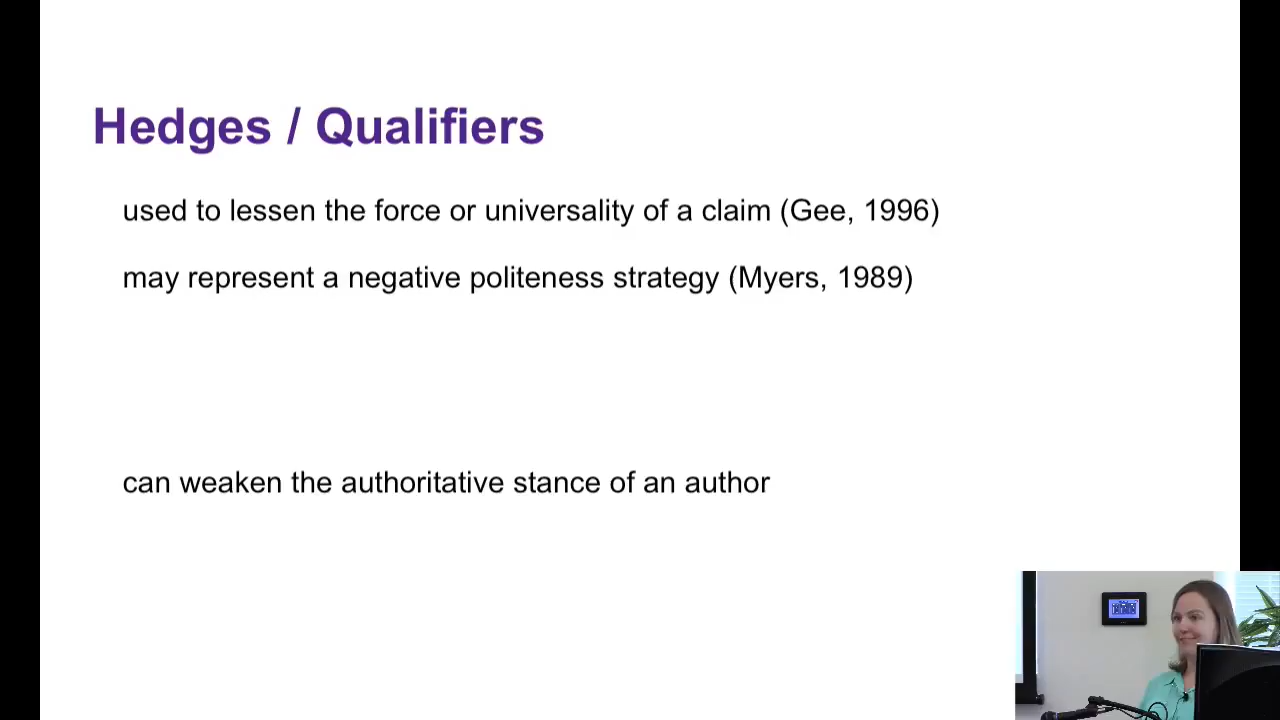 Hedges / Qualifiers
used to lessen the force or universality of a claim (Gee, 1996)
may represent a negative politeness strategy (Myers, 1989)
can weaken the authoritative stance of an author